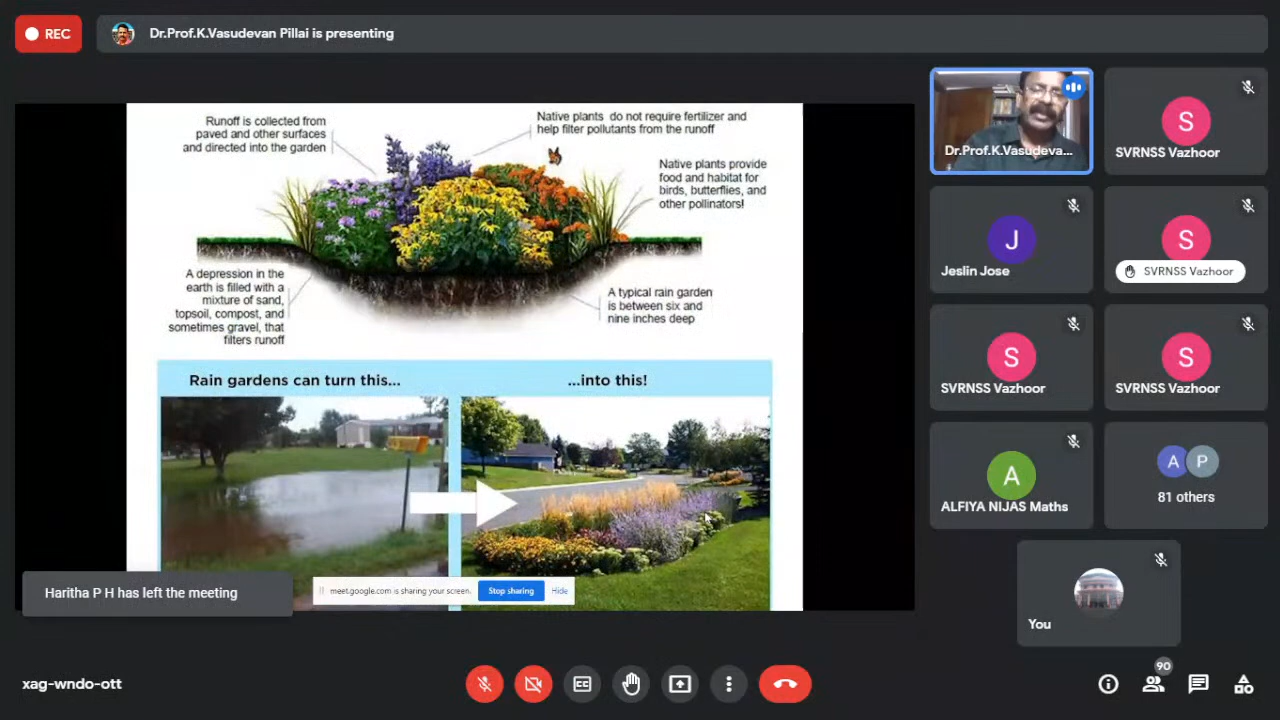 REC
Dr.Prof.K.Vasudevan Pillai is presenting
Runoff is collected from
paved and other surfaces
and directed into the garden
Native plants do not require fertilizer and
help filter pollutants from the runoff
Native plants provide
food and habitat for
birds, butterflies, and
other pollinators!
A depression in the
earth is filled with a
mixture of sand,
topsoil, compost, and
sometimes gravel, that
filters runoff
A typical rain garden
is between six and
nine inches deep
Rain gardens can turn this...
...into this!
Haritha P H has left the meeting
meet.google.com is sharing your screen.
Stop sharing
Hide
Dr.Prof.K.Vasudeva...
S
SVRNSS Vazhoor
J
Jeslin Jose
S
SVRNSS Vazhoor
S
SVRNSS Vazhoor
S
SVRNSS Vazhoor
A
ALFIYA NIJAS Maths
A P
81 others
You
xag-wndo-ott
CC
90